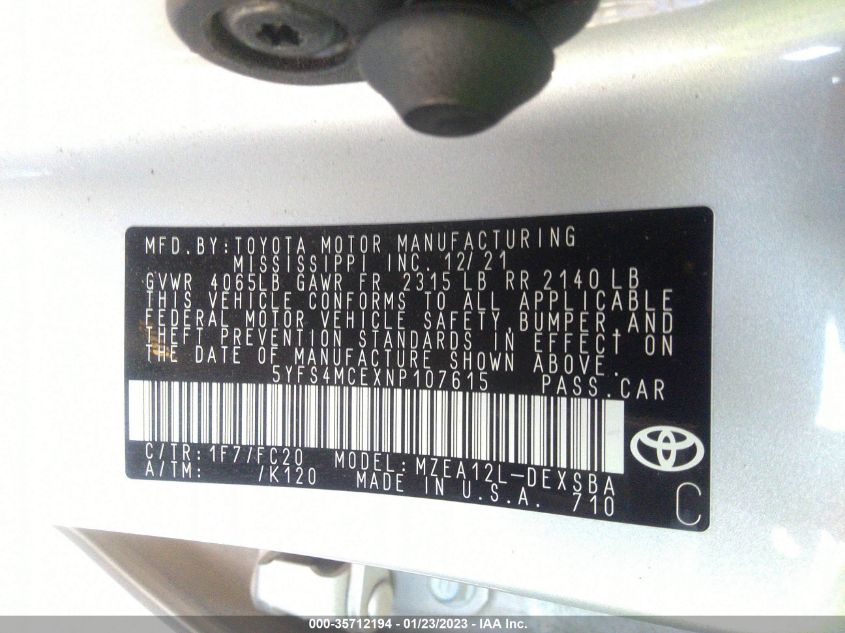 MFD. BY: TOYOTA MOTOR MANUFACTURING
MISSISSIPPI INC. 12/21
GVWR 4065LB GAWR FR 2315 LB RR 2140 LB
THIS VEHICLE CONFORMS TO ALL APPLICABLE
FEDERAL MOTOR VEHICLE SAFETY, BUMPER, AND
THEFT PREVENTION STANDARDS IN EFFECT ON
THE DATE OF MANUFACTURE SHOWN ABOVE.
5YFS4MCEXNP107615 PASS. CAR
C/TR: 1F7/FC20 MODEL: MZEA12L-DEXSBA
A/TM: /K120 MADE IN U.S.A. 710
C
000-35712194 - 01/23/2023 - IAA Inc.